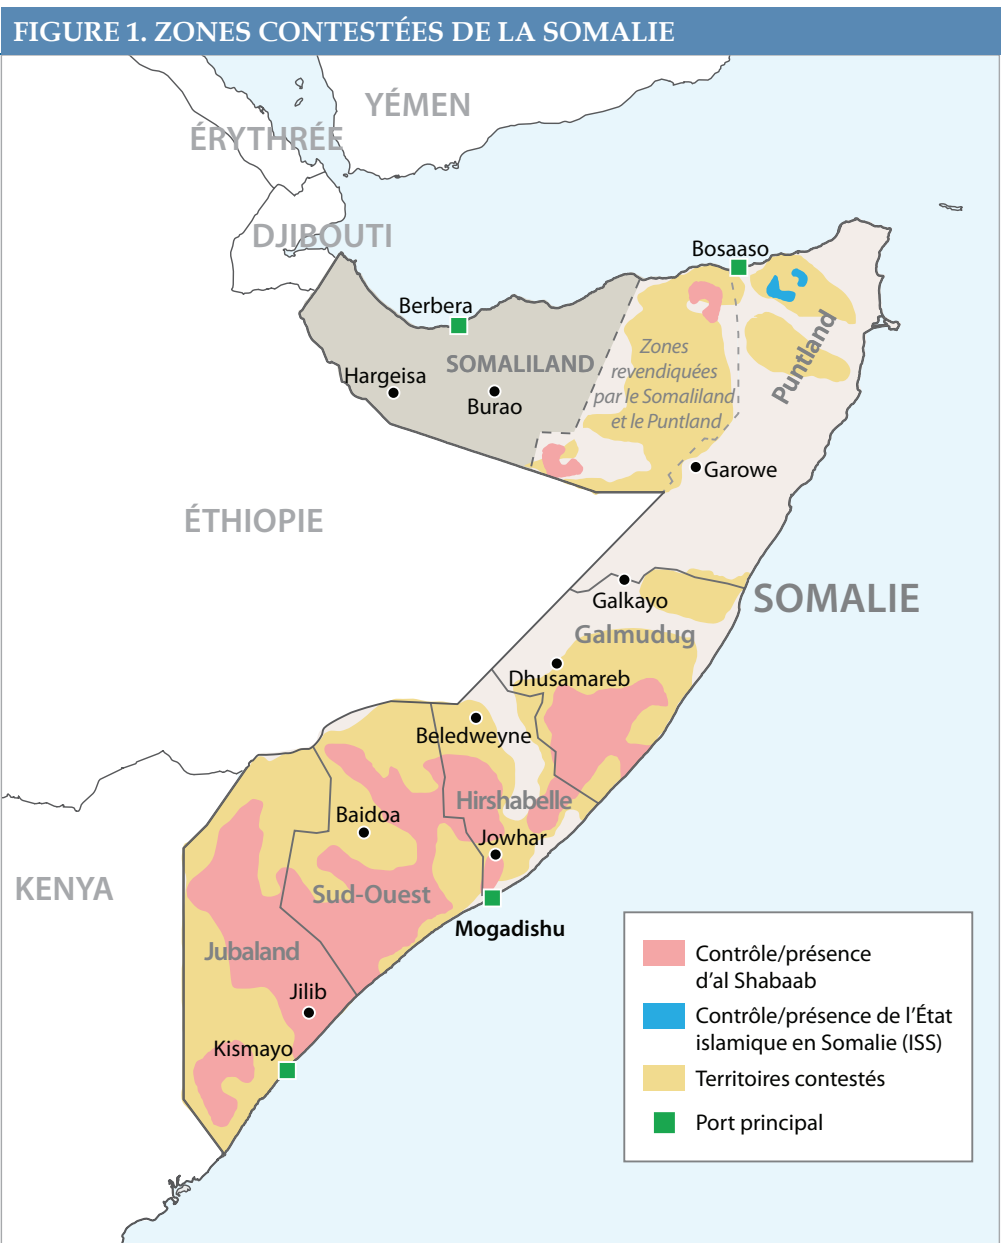 FIGURE 1. ZONES CONTESTÉES DE LA SOMALIE
YÉMEN
ÉRYTHRÉE
DJIBOUTI
Bosaaso
Berbera
SOMALILAND
Hargeisa
Burao
Zones
revendiquées
par le Somaliland
et le Puntland
Puntland
Garowe
ÉTHIOPIE
SOMALIE
Galkayo
Galmudug
Dhusamareb
Beledweyne
Hirshabelle
Baidoa
Jowhar
KENYA
Sud-Ouest
Mogadishu
Jubaland
Jilib
Kismayo
Contrôle/présence
d’al Shabaab
Contrôle/présence de l’État
islamique en Somalie (ISS)
Territoires contestés
Port principal